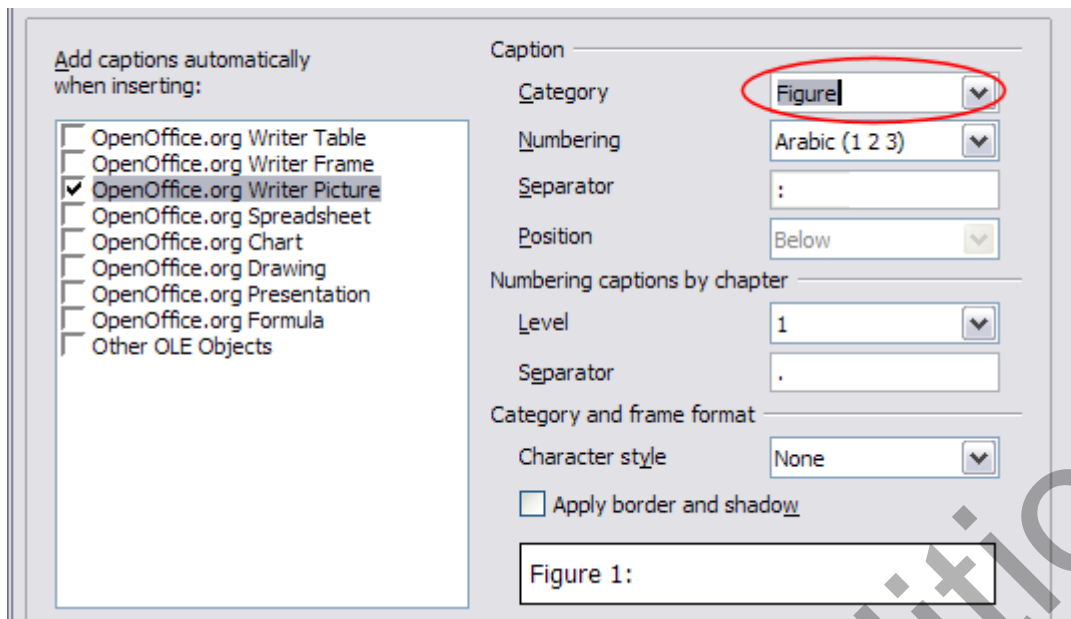 Add captions automatically
when inserting:
OpenOffice.org Writer Table
OpenOffice.org Writer Frame
OpenOffice.org Writer Picture
OpenOffice.org Spreadsheet
OpenOffice.org Chart
OpenOffice.org Drawing
OpenOffice.org Presentation
OpenOffice.org Formula
Other OLE Objects
Caption
Category Figure
Numbering Arabic (1 2 3)
Separator :
Position Below
Numbering captions by chapter
Level 1
Separator .
Category and frame format
Character style None
Apply border and shadow
Figure 1: